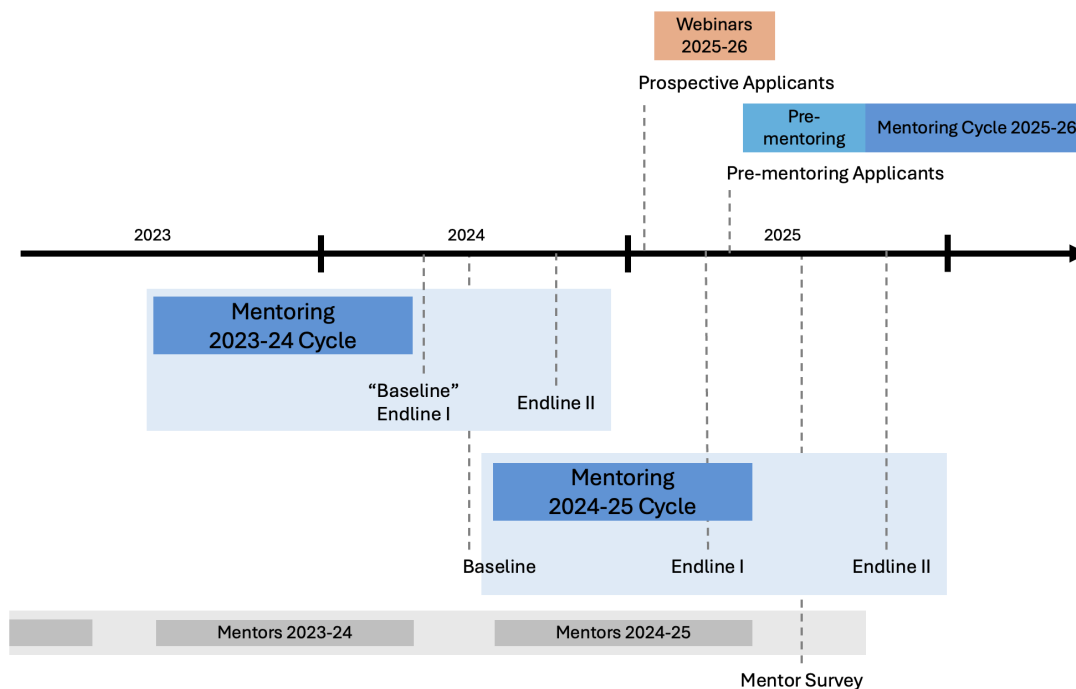 Webinars
2025-26
Prospective Applicants
Pre-
mentoring
Mentoring Cycle 2025-26
Pre-mentoring Applicants
2023
2024
2025
Mentoring
2023-24 Cycle
“Baseline”
Endline I
Endline II
Mentoring
2024-25 Cycle
Baseline
Endline I
Endline II
Mentors 2023-24
Mentors 2024-25
Mentor Survey